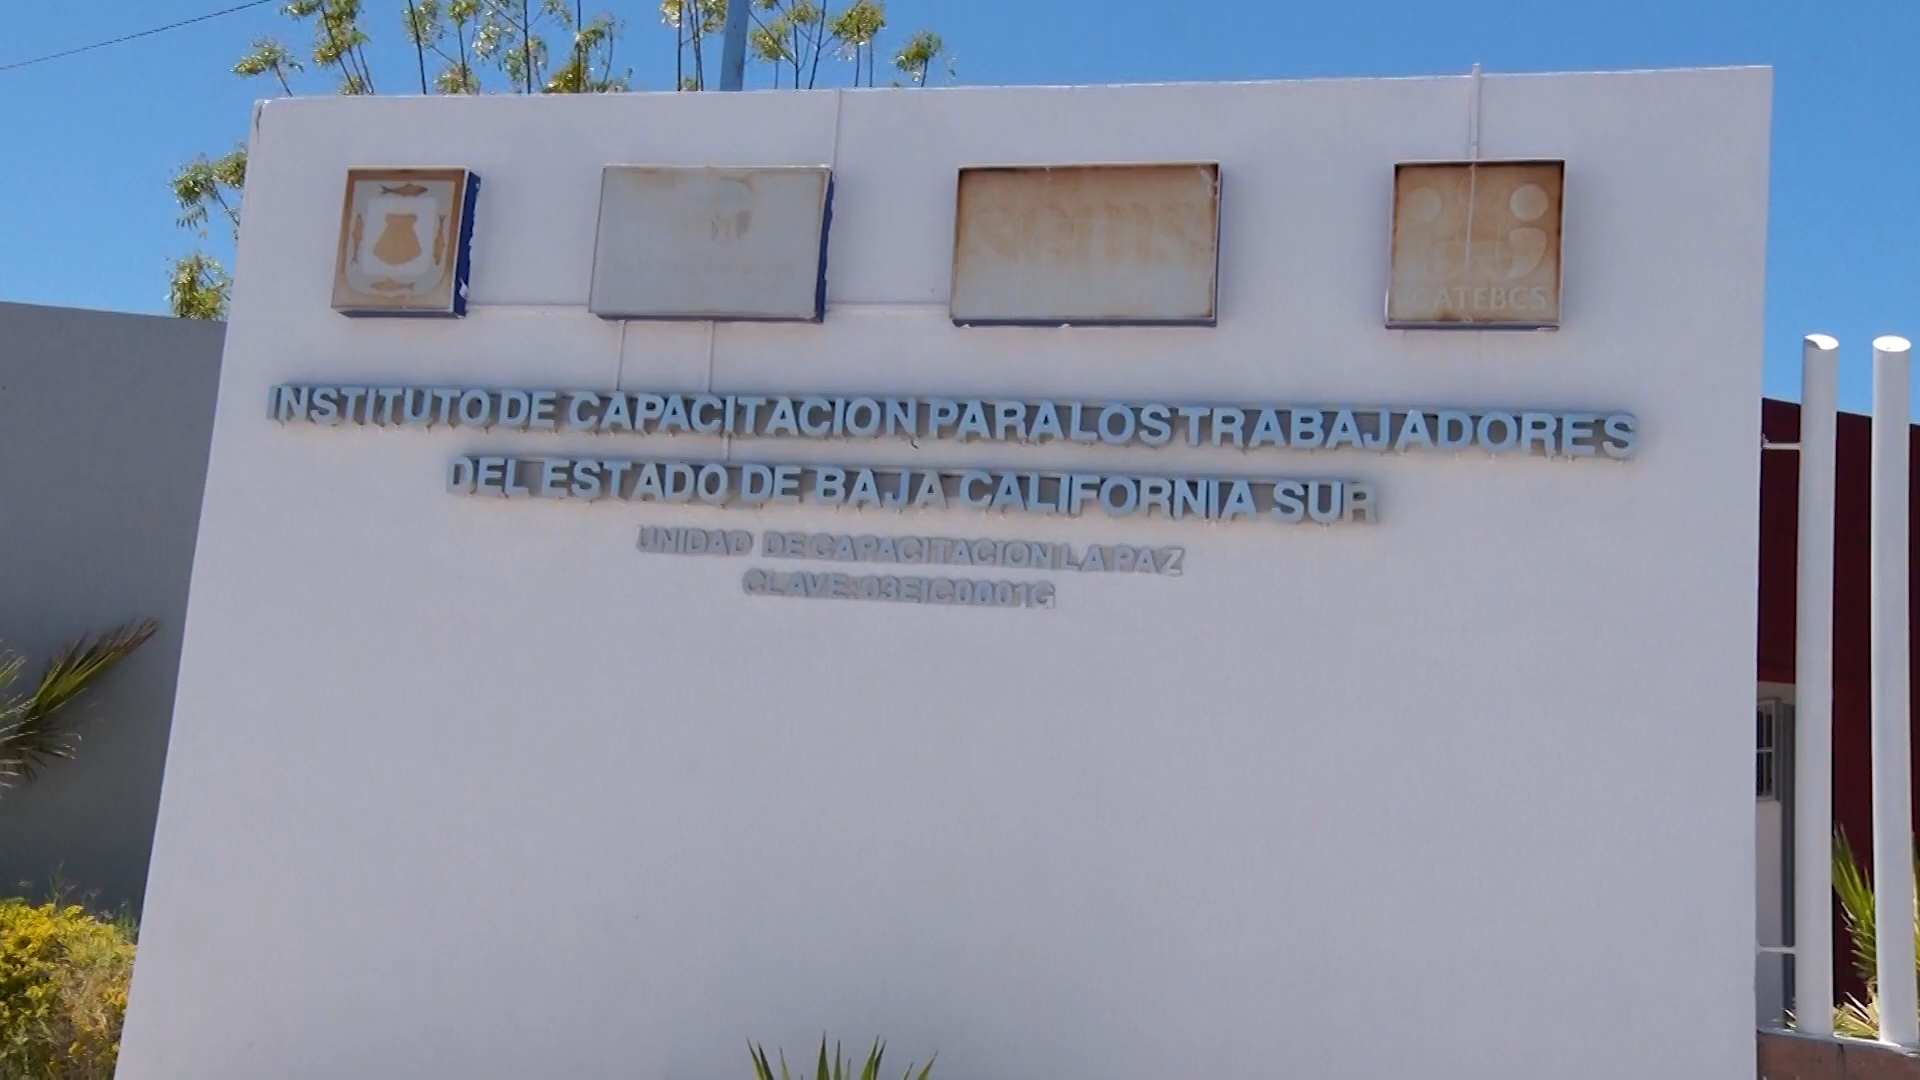 ICATEBCS
INSTITUTO DE CAPACITACION PARA LOS TRABAJADORES
DEL ESTADO DE BAJA CALIFORNIA SUR
UNIDAD DE CAPACITACION LA PAZ
CLAVE: 03EIC0001G